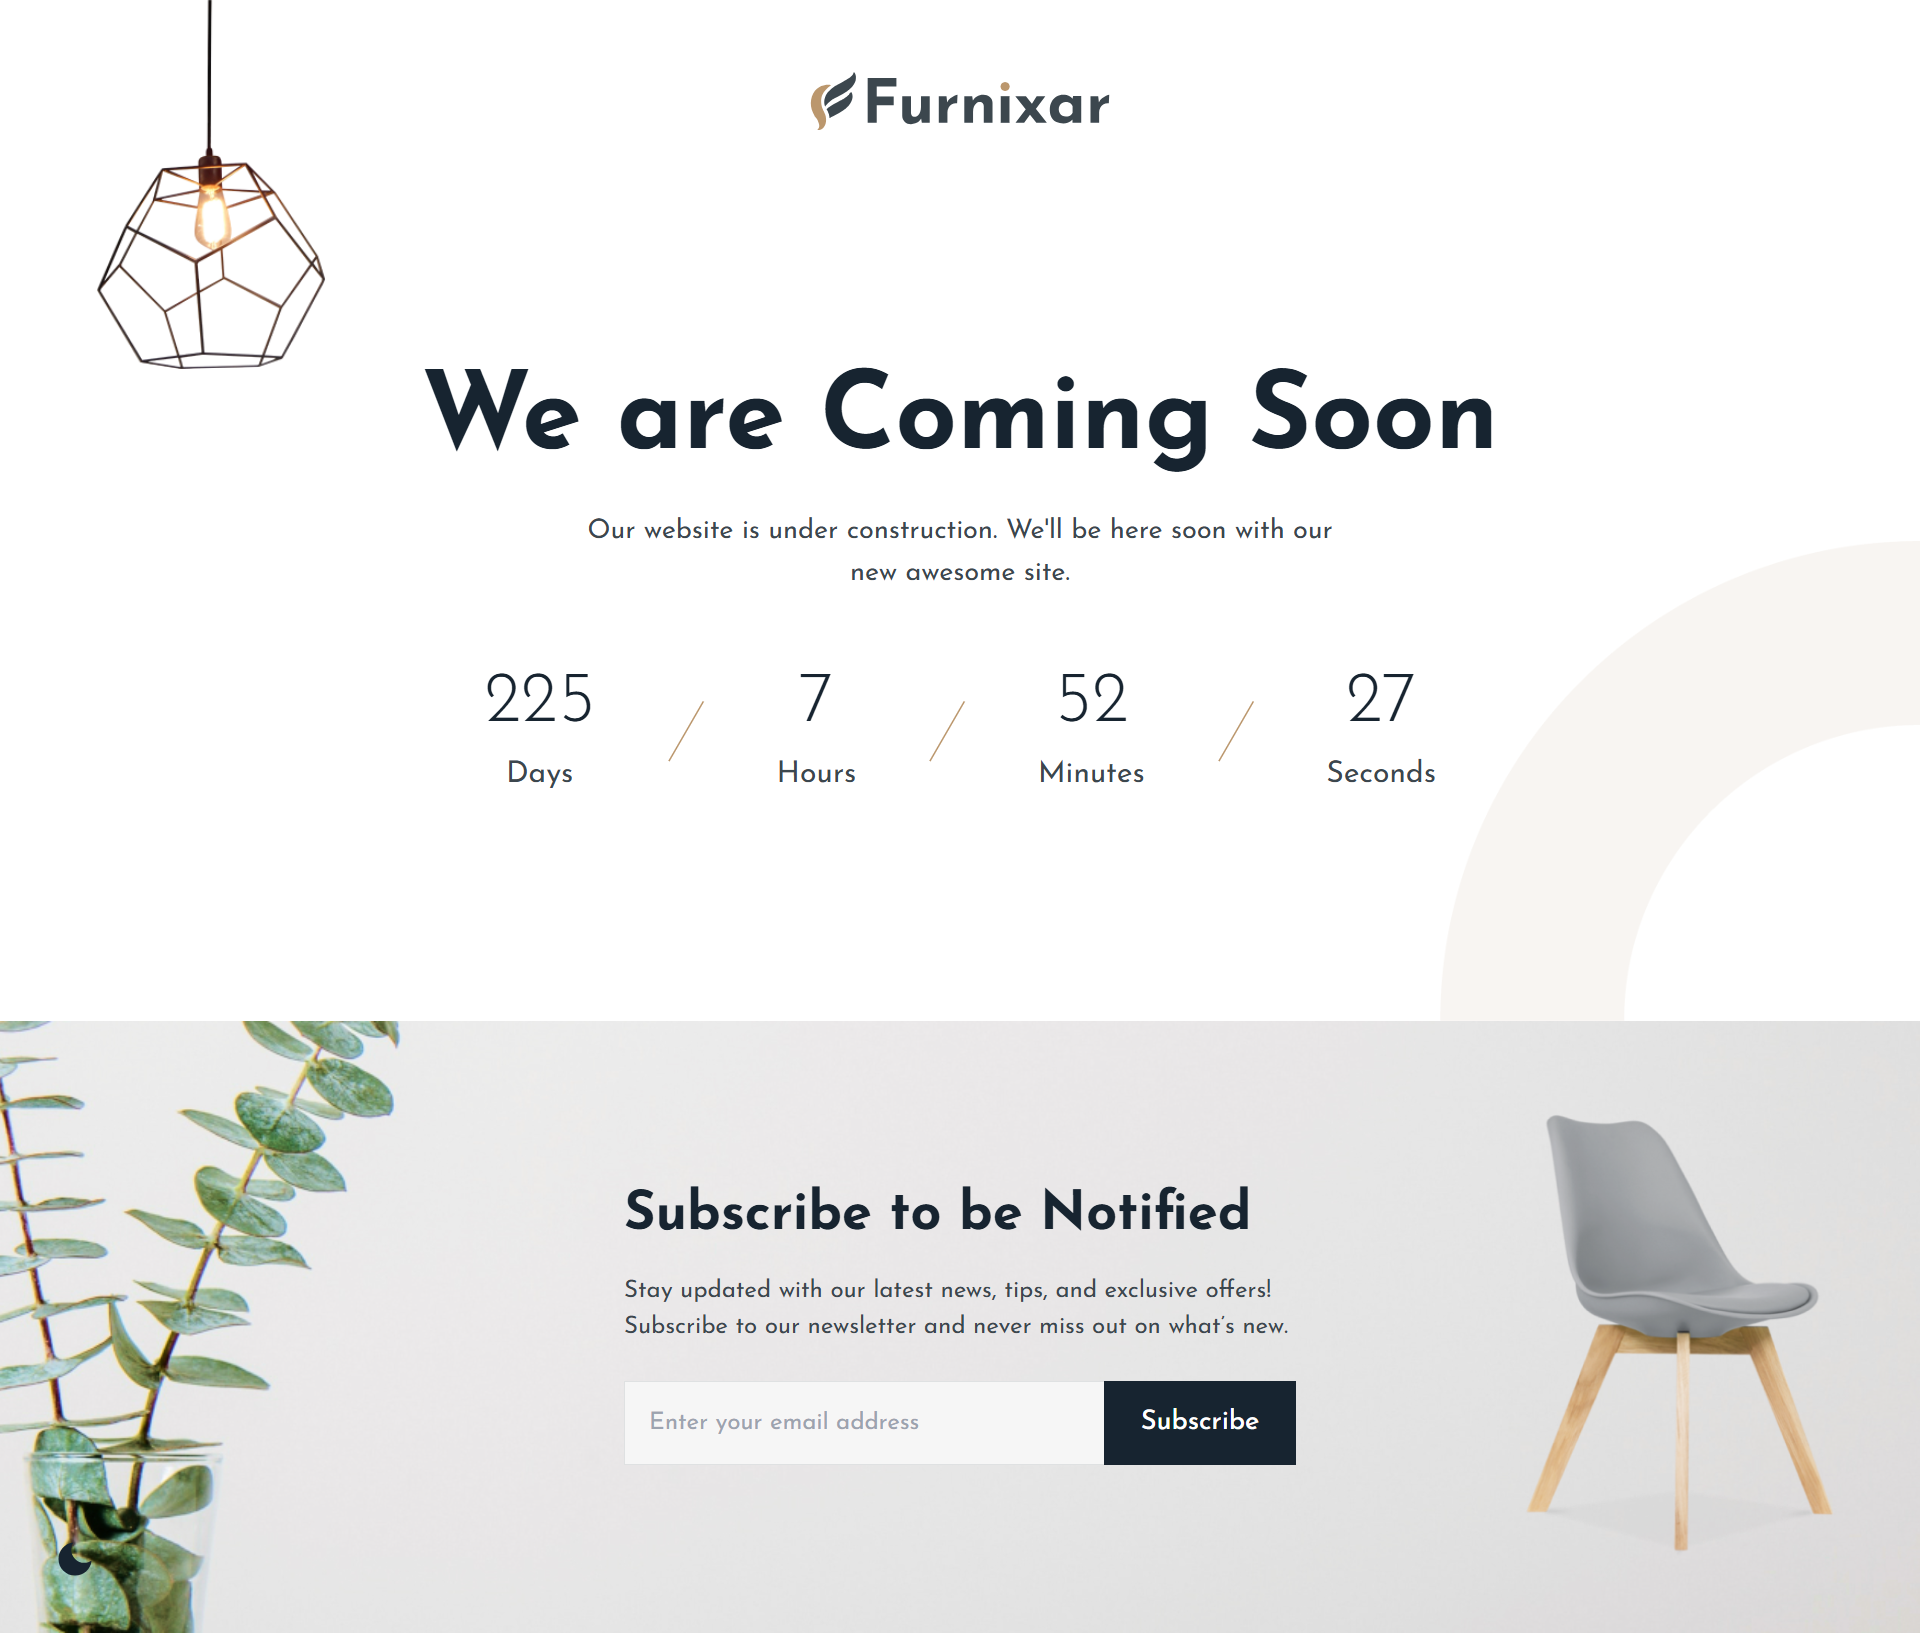 Furnixar
We are Coming Soon
Our website is under construction. We'll be here soon with our
new awesome site.
225 7 52 27
Days Hours Minutes Seconds
Subscribe to be Notified
Stay updated with our latest news, tips, and exclusive offers!
Subscribe to our newsletter and never miss out on what’s new.
Enter your email address Subscribe